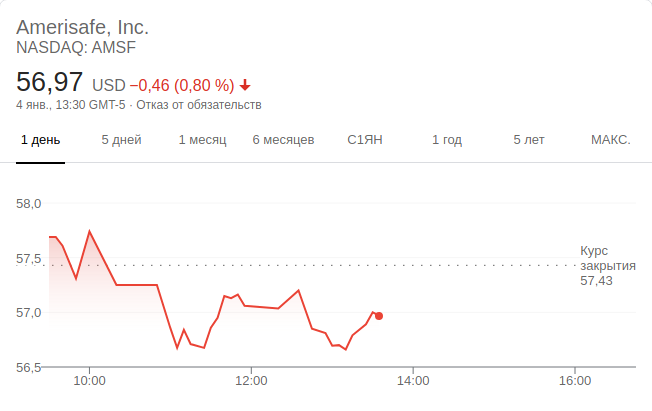 Amerisafe, Inc.
NASDAQ: AMSF
56,97 USD −0,46 (0,80 %)
4 янв., 13:30 GMT-5 · Отказ от обязательств
1 день 5 дней 1 месяц 6 месяцев С1ЯН 1 год 5 лет МАКС.
58,0
57,5
Курс
закрытия
57,43
57,0
56,5
10:00 12:00 14:00 16:00